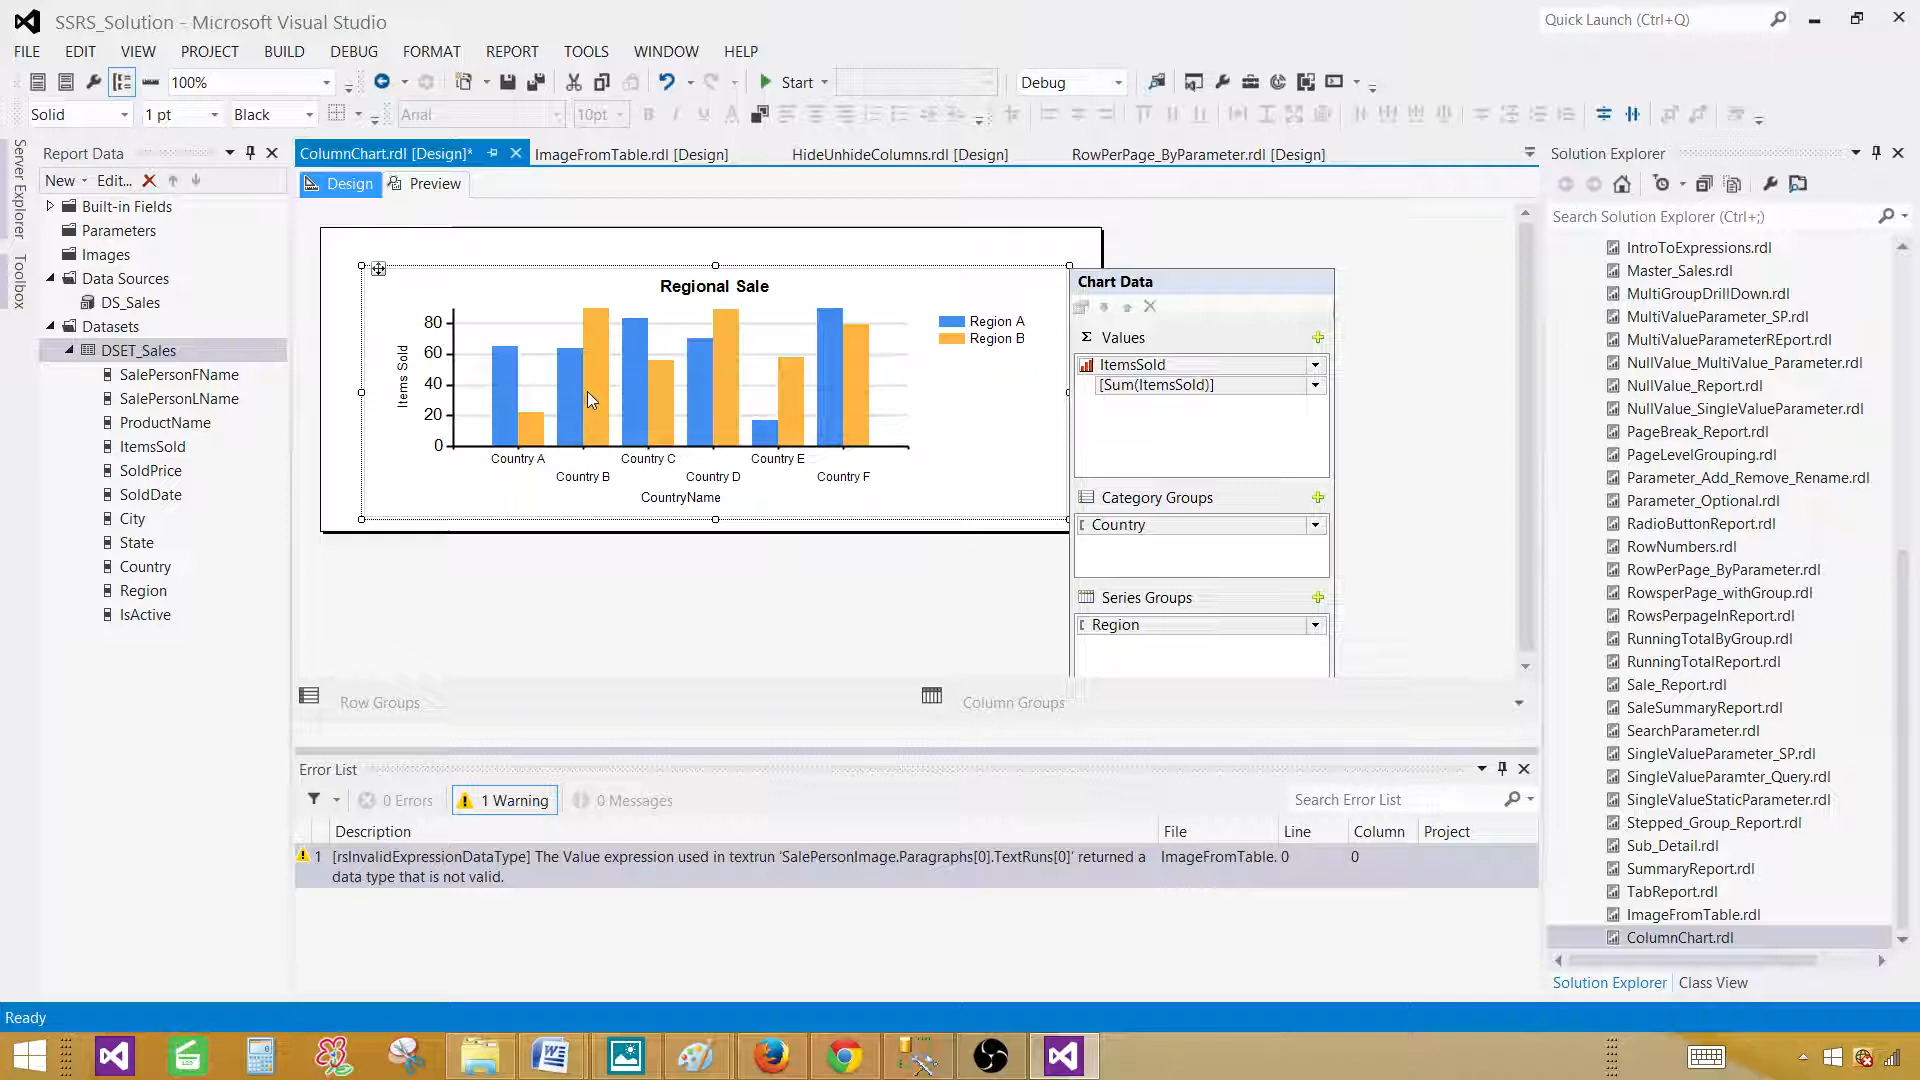 SSRS_Solution - Microsoft Visual Studio
Quick Launch (Ctrl+Q)
FILE EDIT VIEW PROJECT BUILD DEBUG FORMAT REPORT TOOLS WINDOW HELP
100% Start Debug
Solid 1 pt Black Arial 10pt B I U A
Server Explorer
Toolbox
Report Data
New Edit...
Built-in Fields
Parameters
Images
Data Sources
DS_Sales
Datasets
DSET_Sales
SalePersonFName
SalePersonLName
ProductName
ItemsSold
SoldPrice
SoldDate
City
State
Country
Region
IsActive
ColumnChart.rdl [Design]* ImageFromTable.rdl [Design] HideUnhideColumns.rdl [Design] RowPerPage_ByParameter.rdl [Design]
Design Preview
Regional Sale
Items Sold
80
60
40
20
0
Region A
Region B
Country A Country C Country E
Country B Country D Country F
CountryName
Chart Data
Σ Values
ItemsSold
[Sum(ItemsSold)]
Category Groups
Country
Series Groups
Region
Row Groups Column Groups
Error List
0 Errors 1 Warning 0 Messages Search Error List
Description File Line Column Project
1 [rsInvalidExpressionDataType] The Value expression used in textrun 'SalePersonImage.Paragraphs[0].TextRuns[0]' returned a ImageFromTable. 0 0
data type that is not valid.
Solution Explorer
Search Solution Explorer (Ctrl+;)
IntroToExpressions.rdl
Master_Sales.rdl
MultiGroupDrillDown.rdl
MultiValueParameter_SP.rdl
MultiValueParameterREport.rdl
NullValue_MultiValue_Parameter.rdl
NullValue_Report.rdl
NullValue_SingleValueParameter.rdl
PageBreak_Report.rdl
PageLevelGrouping.rdl
Parameter_Add_Remove_Rename.rdl
Parameter_Optional.rdl
RadioButtonReport.rdl
RowNumbers.rdl
RowPerPage_ByParameter.rdl
RowsperPage_withGroup.rdl
RowsPerpageInReport.rdl
RunningTotalByGroup.rdl
RunningTotalReport.rdl
Sale_Report.rdl
SaleSummaryReport.rdl
SearchParameter.rdl
SingleValueParameter_SP.rdl
SingleValueParamter_Query.rdl
SingleValueStaticParameter.rdl
Stepped_Group_Report.rdl
Sub_Detail.rdl
SummaryReport.rdl
TabReport.rdl
ImageFromTable.rdl
ColumnChart.rdl
Solution Explorer Class View
Ready